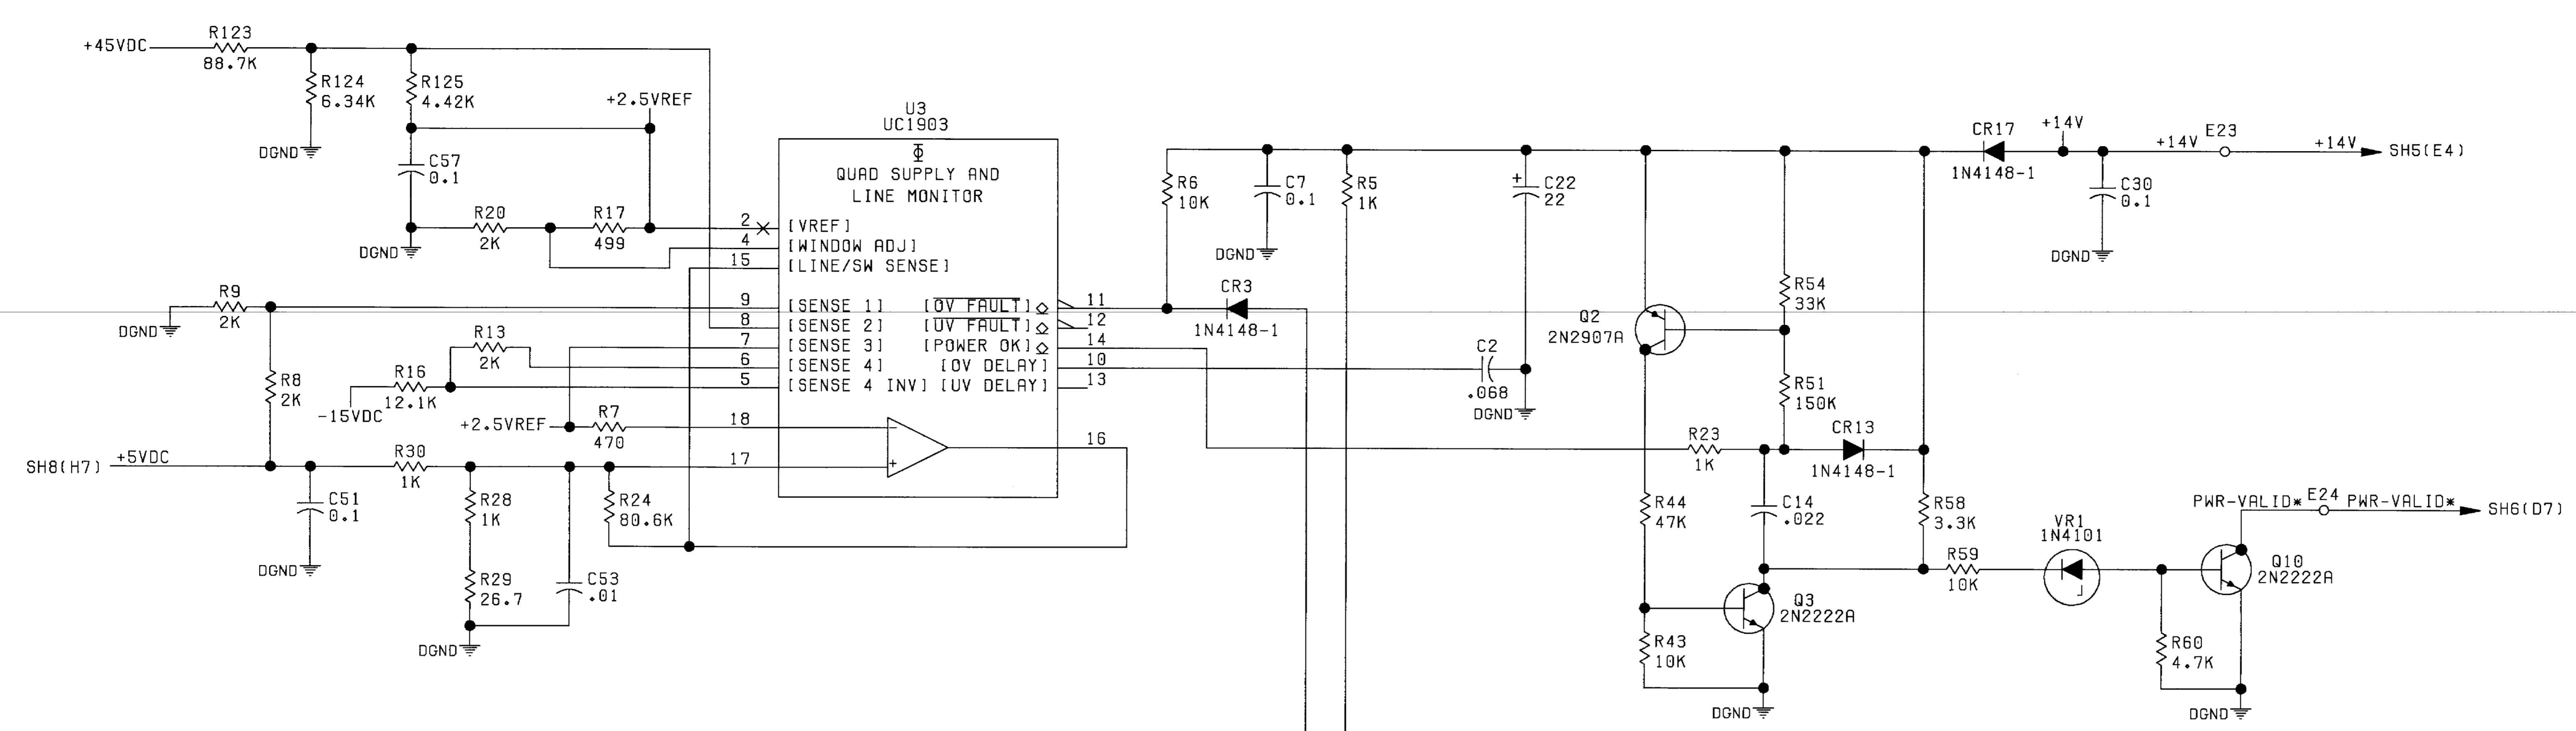 +45VDC
R123
88.7K
R124
6.34K
DGND
R125
4.42K
+2.5VREF
C57
0.1
R20
2K
R17
499
DGND
U3
UC1903
Φ
QUAD SUPPLY AND
LINE MONITOR
2 [VREF]
4 [WINDOW ADJ]
15 [LINE/SW SENSE]
9 [SENSE 1] [OV FAULT] 11
8 [SENSE 2] [UV FAULT] 12
7 [SENSE 3] [POWER OK] 14
6 [SENSE 4] [OV DELAY] 10
5 [SENSE 4 INV] [UV DELAY] 13
18 −
17 +
16
R9
2K
DGND
R13
2K
R16
12.1K
-15VDC
R8
2K
+2.5VREF
R7
470
SH8(H7)
+5VDC
R30
1K
C51
0.1
DGND
R28
1K
R29
26.7
DGND
C53
.01
R24
80.6K
R6
10K
C7
0.1
DGND
R5
1K
CR3
1N4148-1
+
C22
22
C2
.068
DGND
Q2
2N2907A
R54
33K
R51
150K
CR17
1N4148-1
+14V
+14V
E23
+14V
SH5(E4)
C30
0.1
DGND
R23
1K
CR13
1N4148-1
R44
47K
C14
.022
R58
3.3K
R43
10K
Q3
2N2222A
DGND
R59
10K
VR1
1N4101
PWR-VALID*
E24
PWR-VALID*
SH6(D7)
Q10
2N2222A
R60
4.7K
DGND